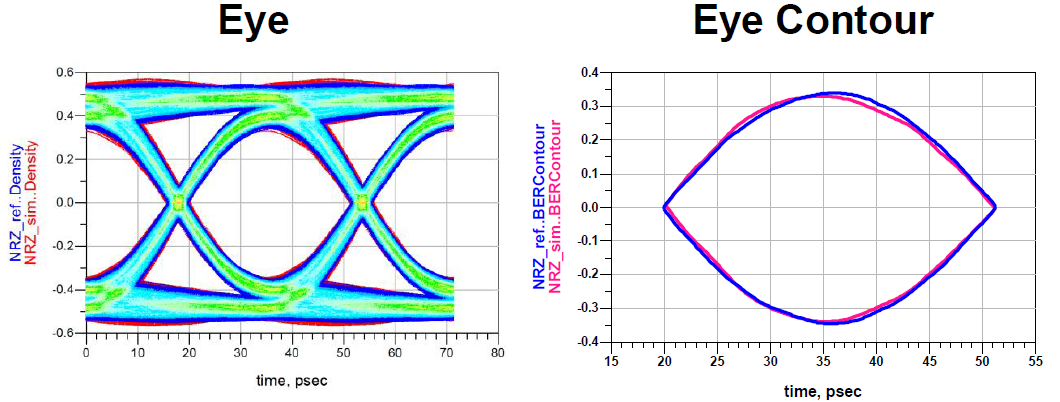 Eye
NRZ_ref..Density
NRZ_sim..Density
0.6
0.4
0.2
0.0
-0.2
-0.4
-0.6
0 10 20 30 40 50 60 70 80
time, psec
Eye Contour
NRZ_ref..BERContour
NRZ_sim..BERContour
0.4
0.3
0.2
0.1
0.0
-0.1
-0.2
-0.3
-0.4
15 20 25 30 35 40 45 50 55
time, psec